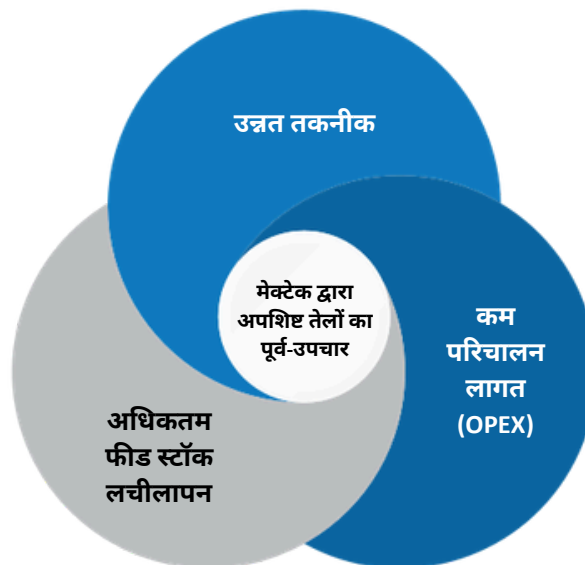 उन्नत तकनीक
मेक्टेक द्वारा
अपशिष्ट तेलों का
पूर्व-उपचार
कम
परिचालन
लागत
(OPEX)
अधिकतम
फीड स्टॉक
लचीलापन